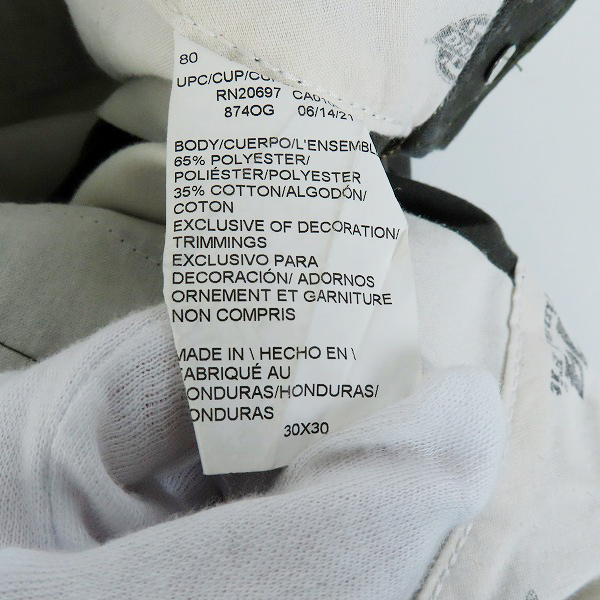 80
UPC/CUP/
RN20697
874OG 06/14/21
BODY/CUERPO/L'ENSEMBL
65% POLYESTER/
POLIÉSTER/POLYESTER
35% COTTON/ALGODÓN/
COTON
EXCLUSIVE OF DECORATION/
TRIMMINGS
EXCLUSIVO PARA
DECORACIÓN/ ADORNOS
ORNEMENT ET GARNITURE
NON COMPRIS
MADE IN \ HECHO EN \
FABRIQUÉ AU
HONDURAS/HONDURAS/
HONDURAS
30X30
Fit